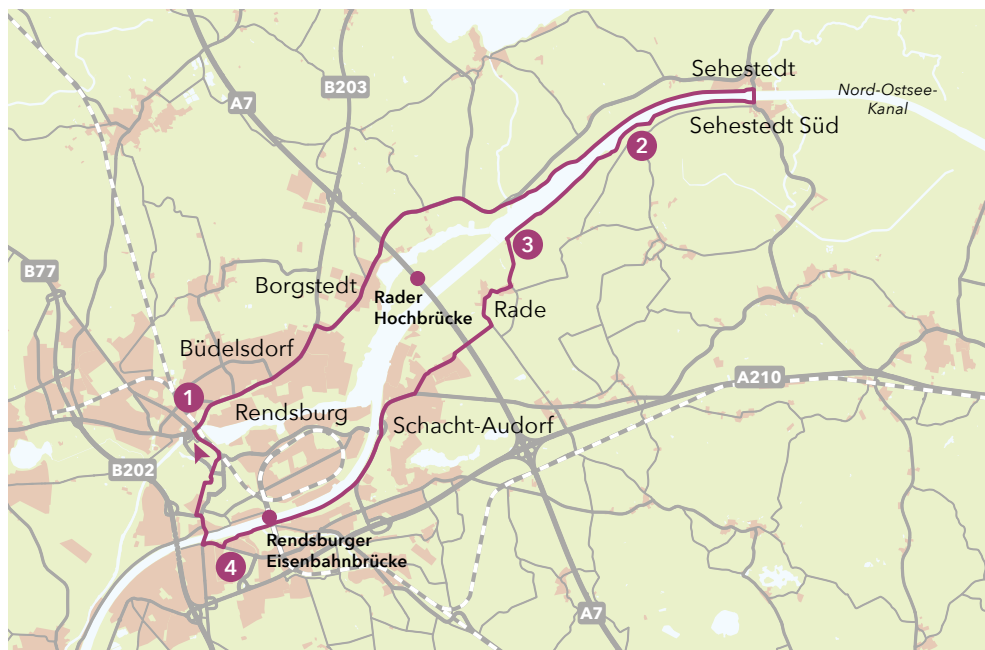 Sehestedt
B203
Nord-Ostsee-
Kanal
A7
Sehestedt Süd
2
3
B77
Borgstedt
Rader
Hochbrücke
Rade
Büdelsdorf
A210
1
Rendsburg
Schacht-Audorf
B202
Rendsburger
Eisenbahnbrücke
4
A7